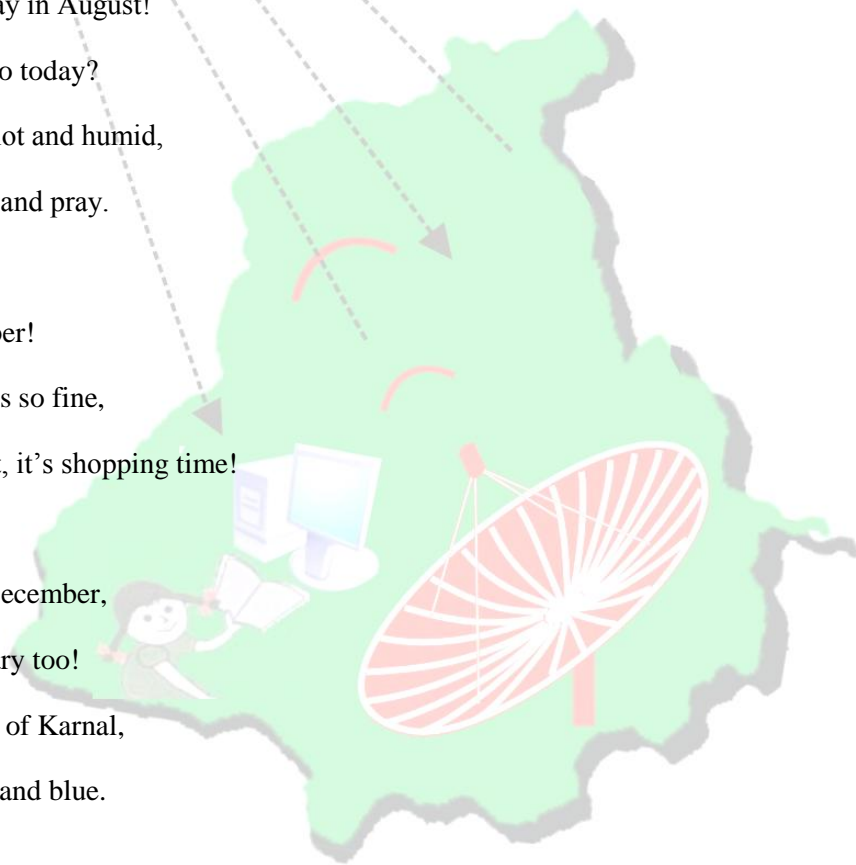 ay in August!
o today?
ot and humid,
and pray.
er!
s so fine,
, it’s shopping time!
ecember,
ry too!
of Karnal,
and blue.